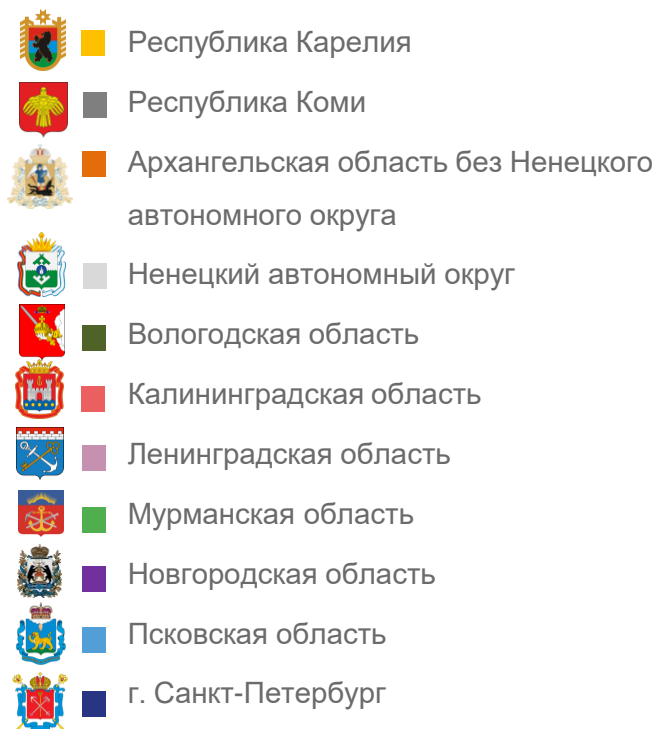 Республика Карелия
Республика Коми
Архангельская область без Ненецкого
автономного округа
Ненецкий автономный округ
Вологодская область
Калининградская область
Ленинградская область
Мурманская область
Новгородская область
Псковская область
г. Санкт-Петербург